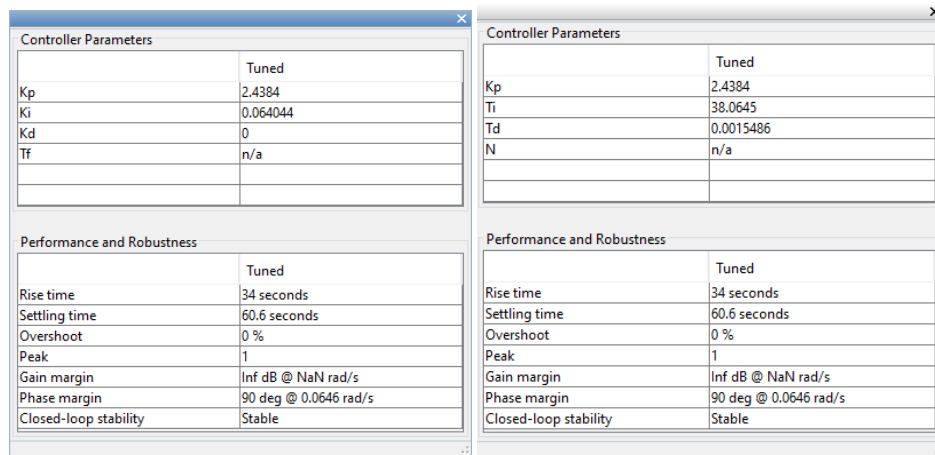 Controller Parameters
Tuned
Kp 2.4384
Ki 0.064044
Kd 0
Tf n/a
Performance and Robustness
Tuned
Rise time 34 seconds
Settling time 60.6 seconds
Overshoot 0 %
Peak 1
Gain margin Inf dB @ NaN rad/s
Phase margin 90 deg @ 0.0646 rad/s
Closed-loop stability Stable
Controller Parameters
Tuned
Kp 2.4384
Ti 38.0645
Td 0.0015486
N n/a
Performance and Robustness
Tuned
Rise time 34 seconds
Settling time 60.6 seconds
Overshoot 0 %
Peak 1
Gain margin Inf dB @ NaN rad/s
Phase margin 90 deg @ 0.0646 rad/s
Closed-loop stability Stable